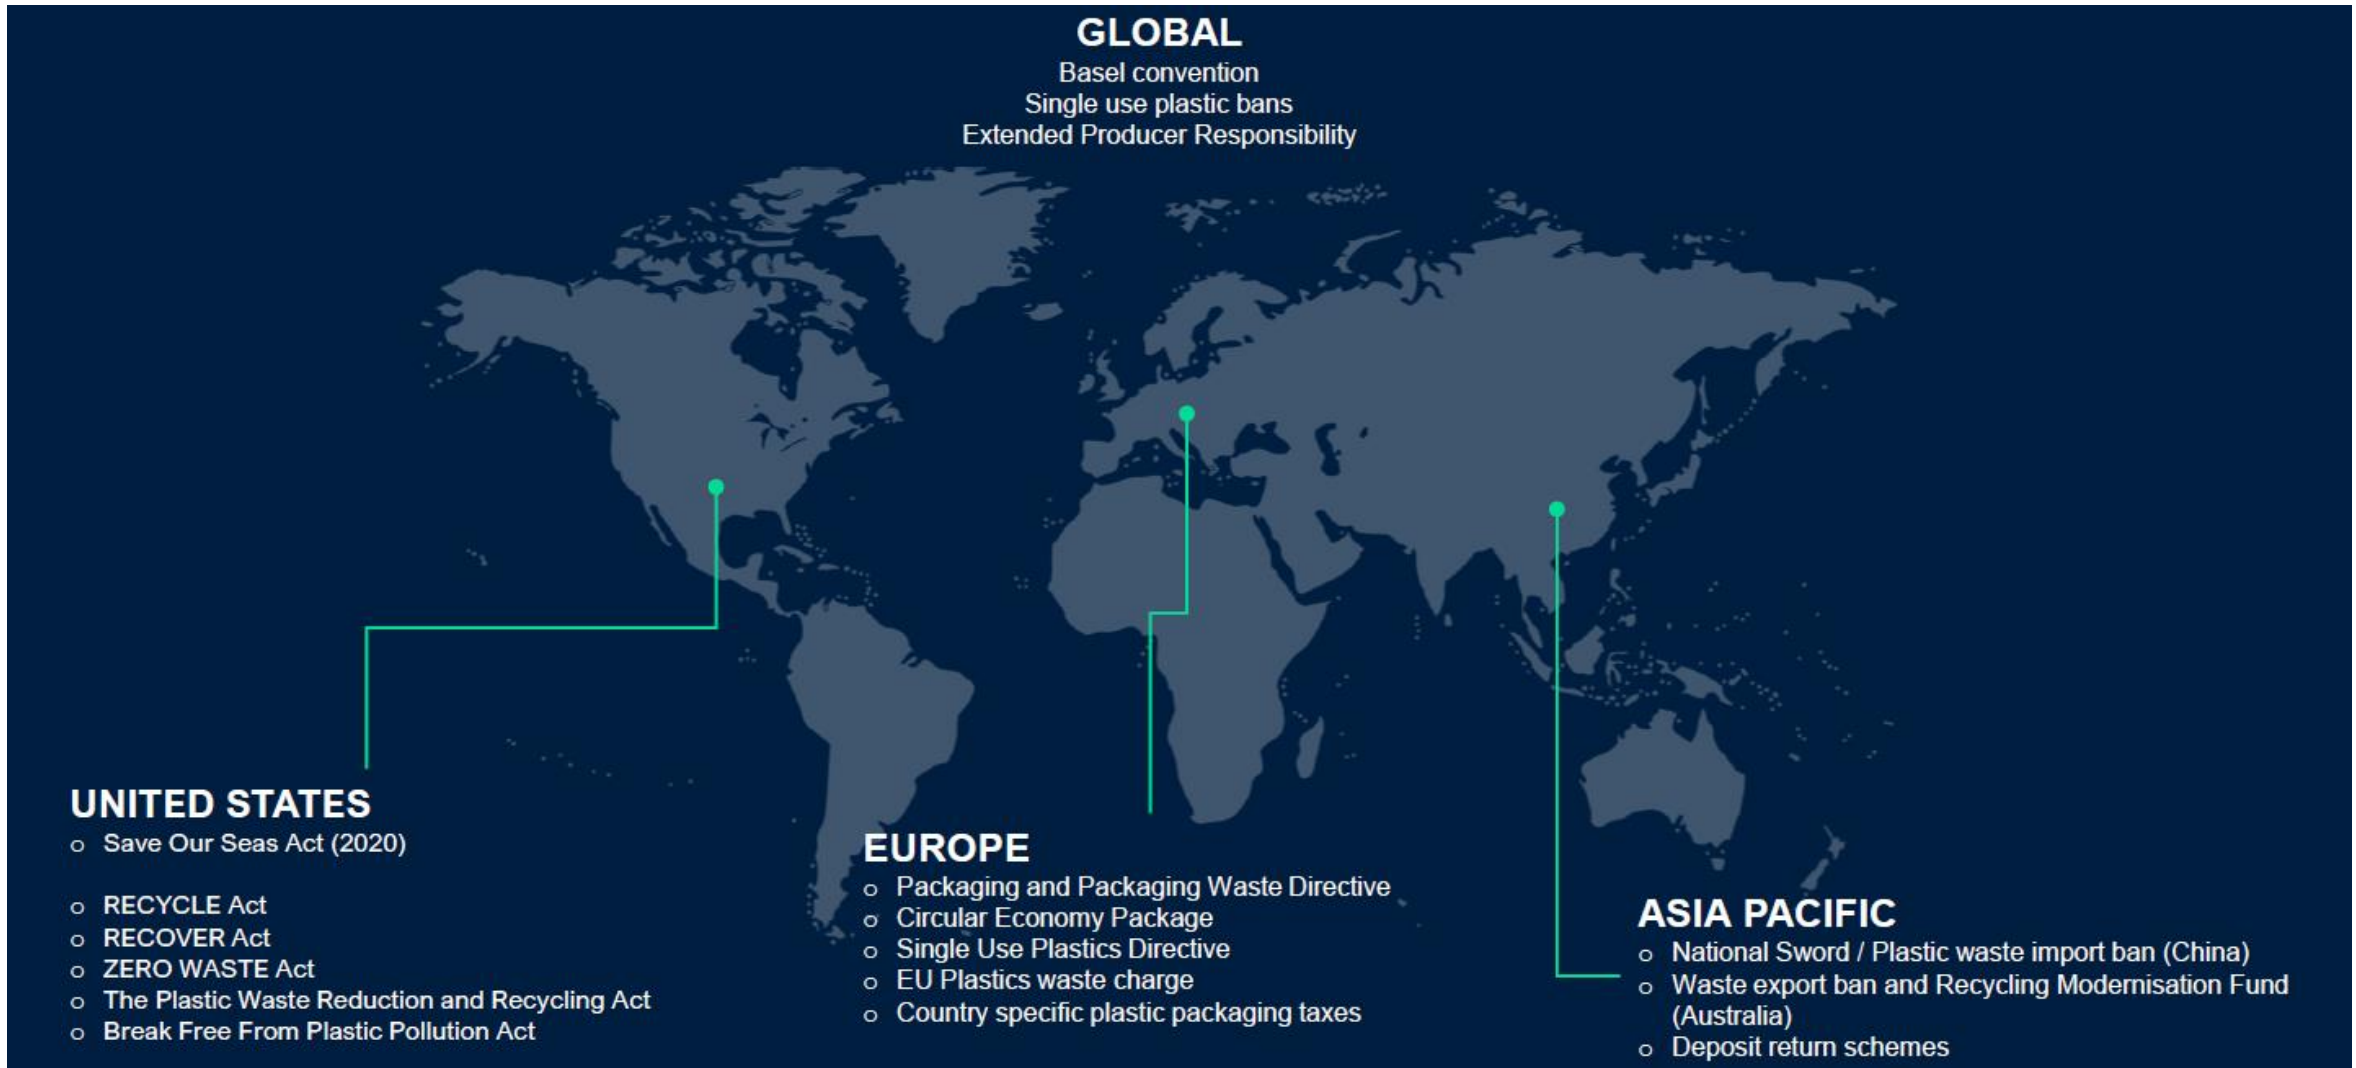 GLOBAL
Basel convention
Single use plastic bans
Extended Producer Responsibility
UNITED STATES
o Save Our Seas Act (2020)
o RECYCLE Act
o RECOVER Act
o ZERO WASTE Act
o The Plastic Waste Reduction and Recycling Act
o Break Free From Plastic Pollution Act
EUROPE
o Packaging and Packaging Waste Directive
o Circular Economy Package
o Single Use Plastics Directive
o EU Plastics waste charge
o Country specific plastic packaging taxes
ASIA PACIFIC
o National Sword / Plastic waste import ban (China)
o Waste export ban and Recycling Modernisation Fund
(Australia)
o Deposit return schemes